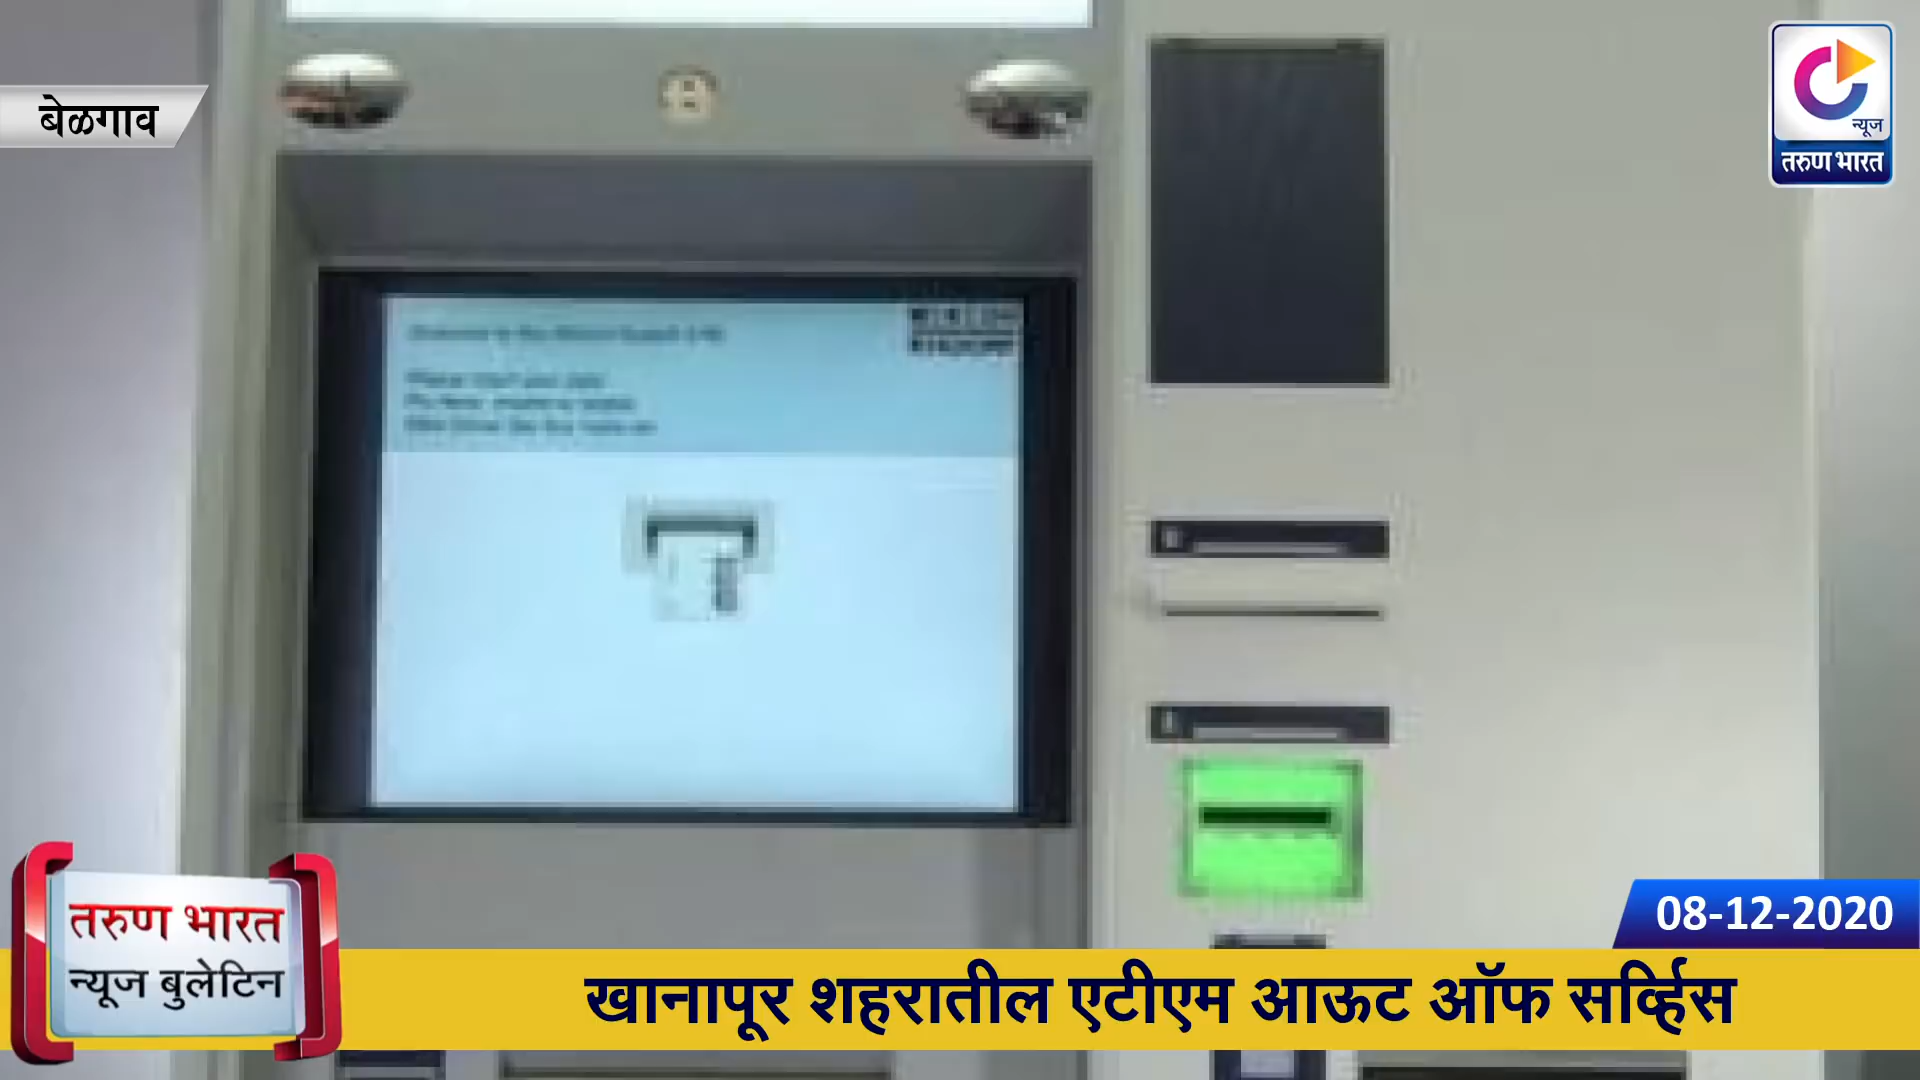 बेळगाव
न्यूज
तरुण भारत
08-12-2020
तरुण भारत
न्यूज बुलेटिन
खानापूर शहरातील एटीएम आऊट ऑफ सर्व्हिस